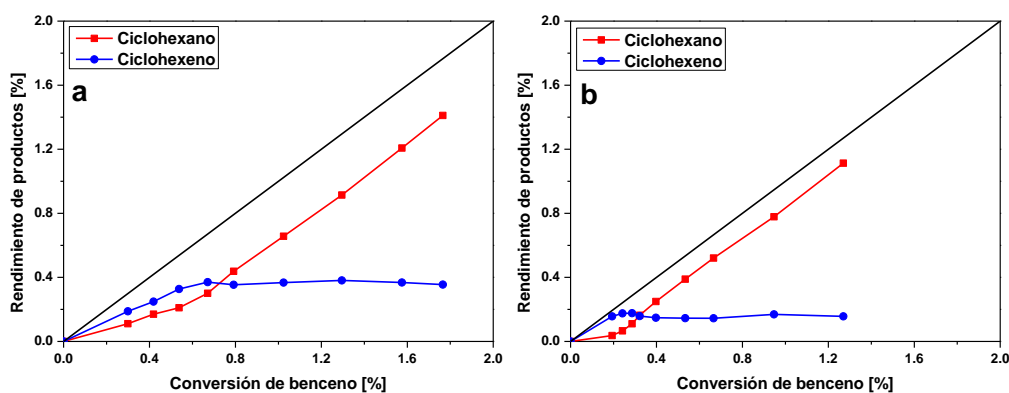 Ciclohexano
Ciclohexeno
a
2.0
1.6
1.2
0.8
0.4
0.0
Rendimiento de productos [%]
0.0 0.4 0.8 1.2 1.6 2.0
Conversión de benceno [%]
Ciclohexano
Ciclohexeno
b
2.0
1.6
1.2
0.8
0.4
0.0
Rendimiento de productos [%]
0.0 0.4 0.8 1.2 1.6 2.0
Conversión de benceno [%]